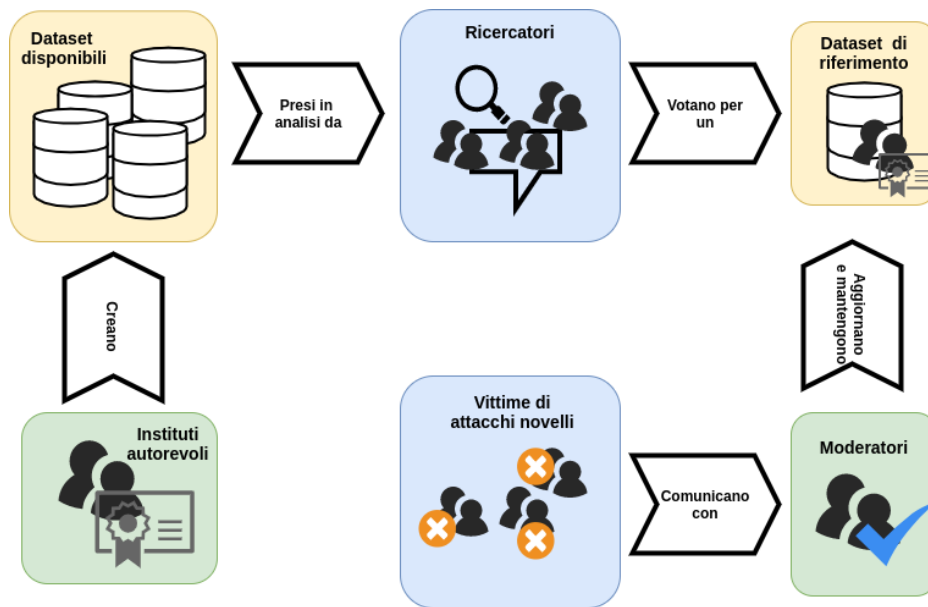 Dataset
disponibili
Presi in
analisi da
Ricercatori
Votano per
un
Dataset di
riferimento
Creano
Aggiornano
e mantengono
Instituti
autorevoli
Vittime di
attacchi novelli
Comunicano
con
Moderatori